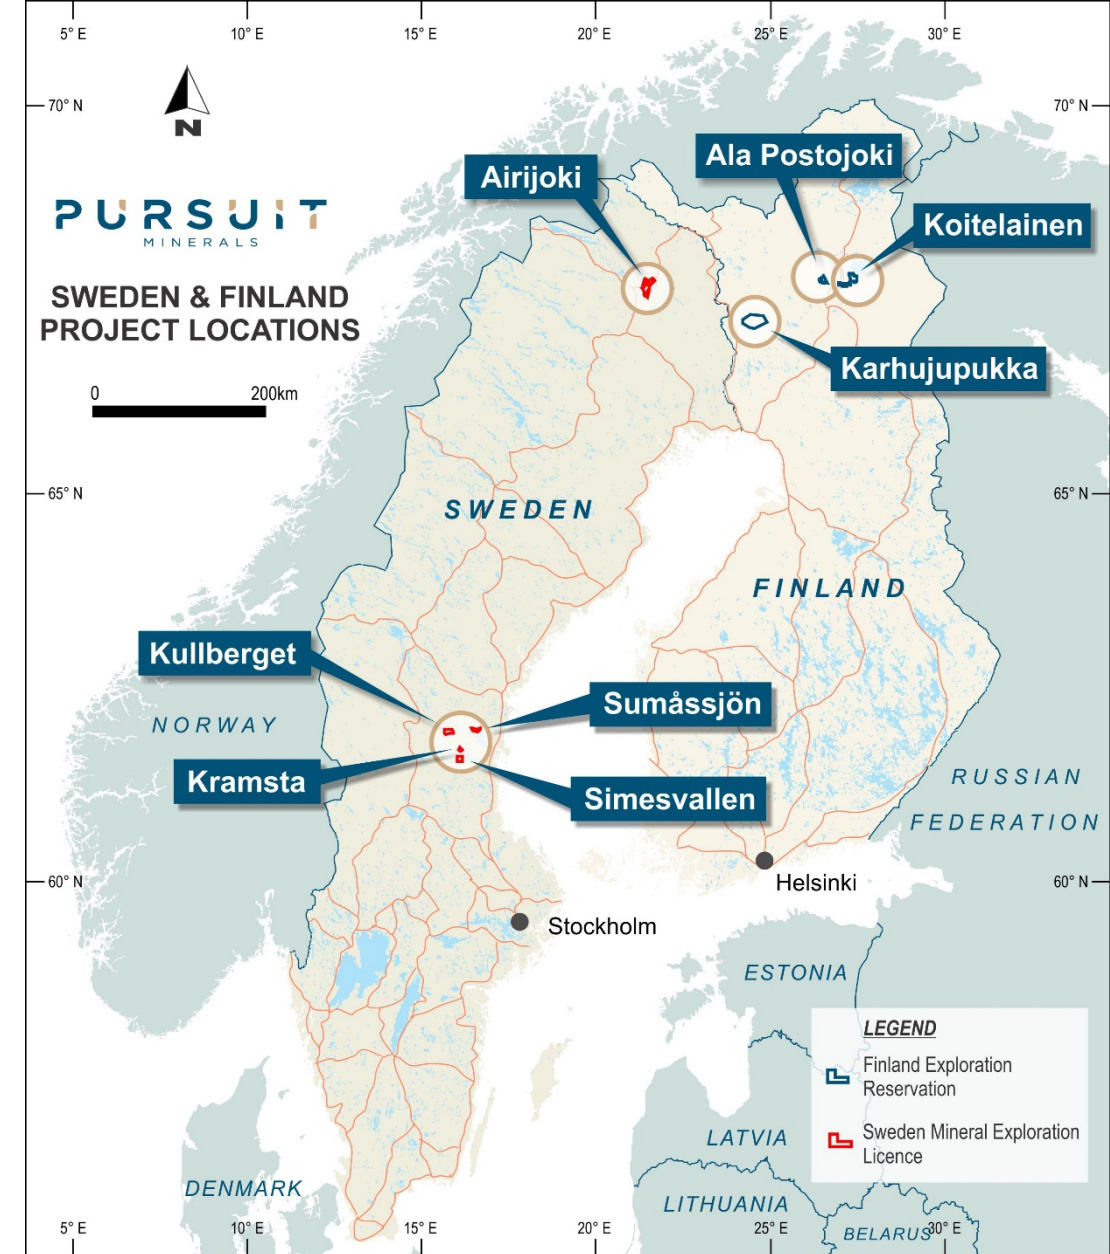 5° E
10° E
15° E
20° E
25° E
30° E
70° N
70° N
N
PURSUIT
MINERALS
SWEDEN & FINLAND
PROJECT LOCATIONS
0
200km
Airijoki
Ala Postojoki
Koitelainen
Karhujupukka
65° N
65° N
SWEDEN
FINLAND
Kullberget
Sumåssjön
NORWAY
Kramsta
Simesvallen
RUSSIAN
FEDERATION
60° N
60° N
Helsinki
Stockholm
ESTONIA
LEGEND
Finland Exploration
Reservation
Sweden Mineral Exploration
Licence
LATVIA
DENMARK
LITHUANIA
BELARUS
5° E
10° E
15° E
20° E
25° E
30° E